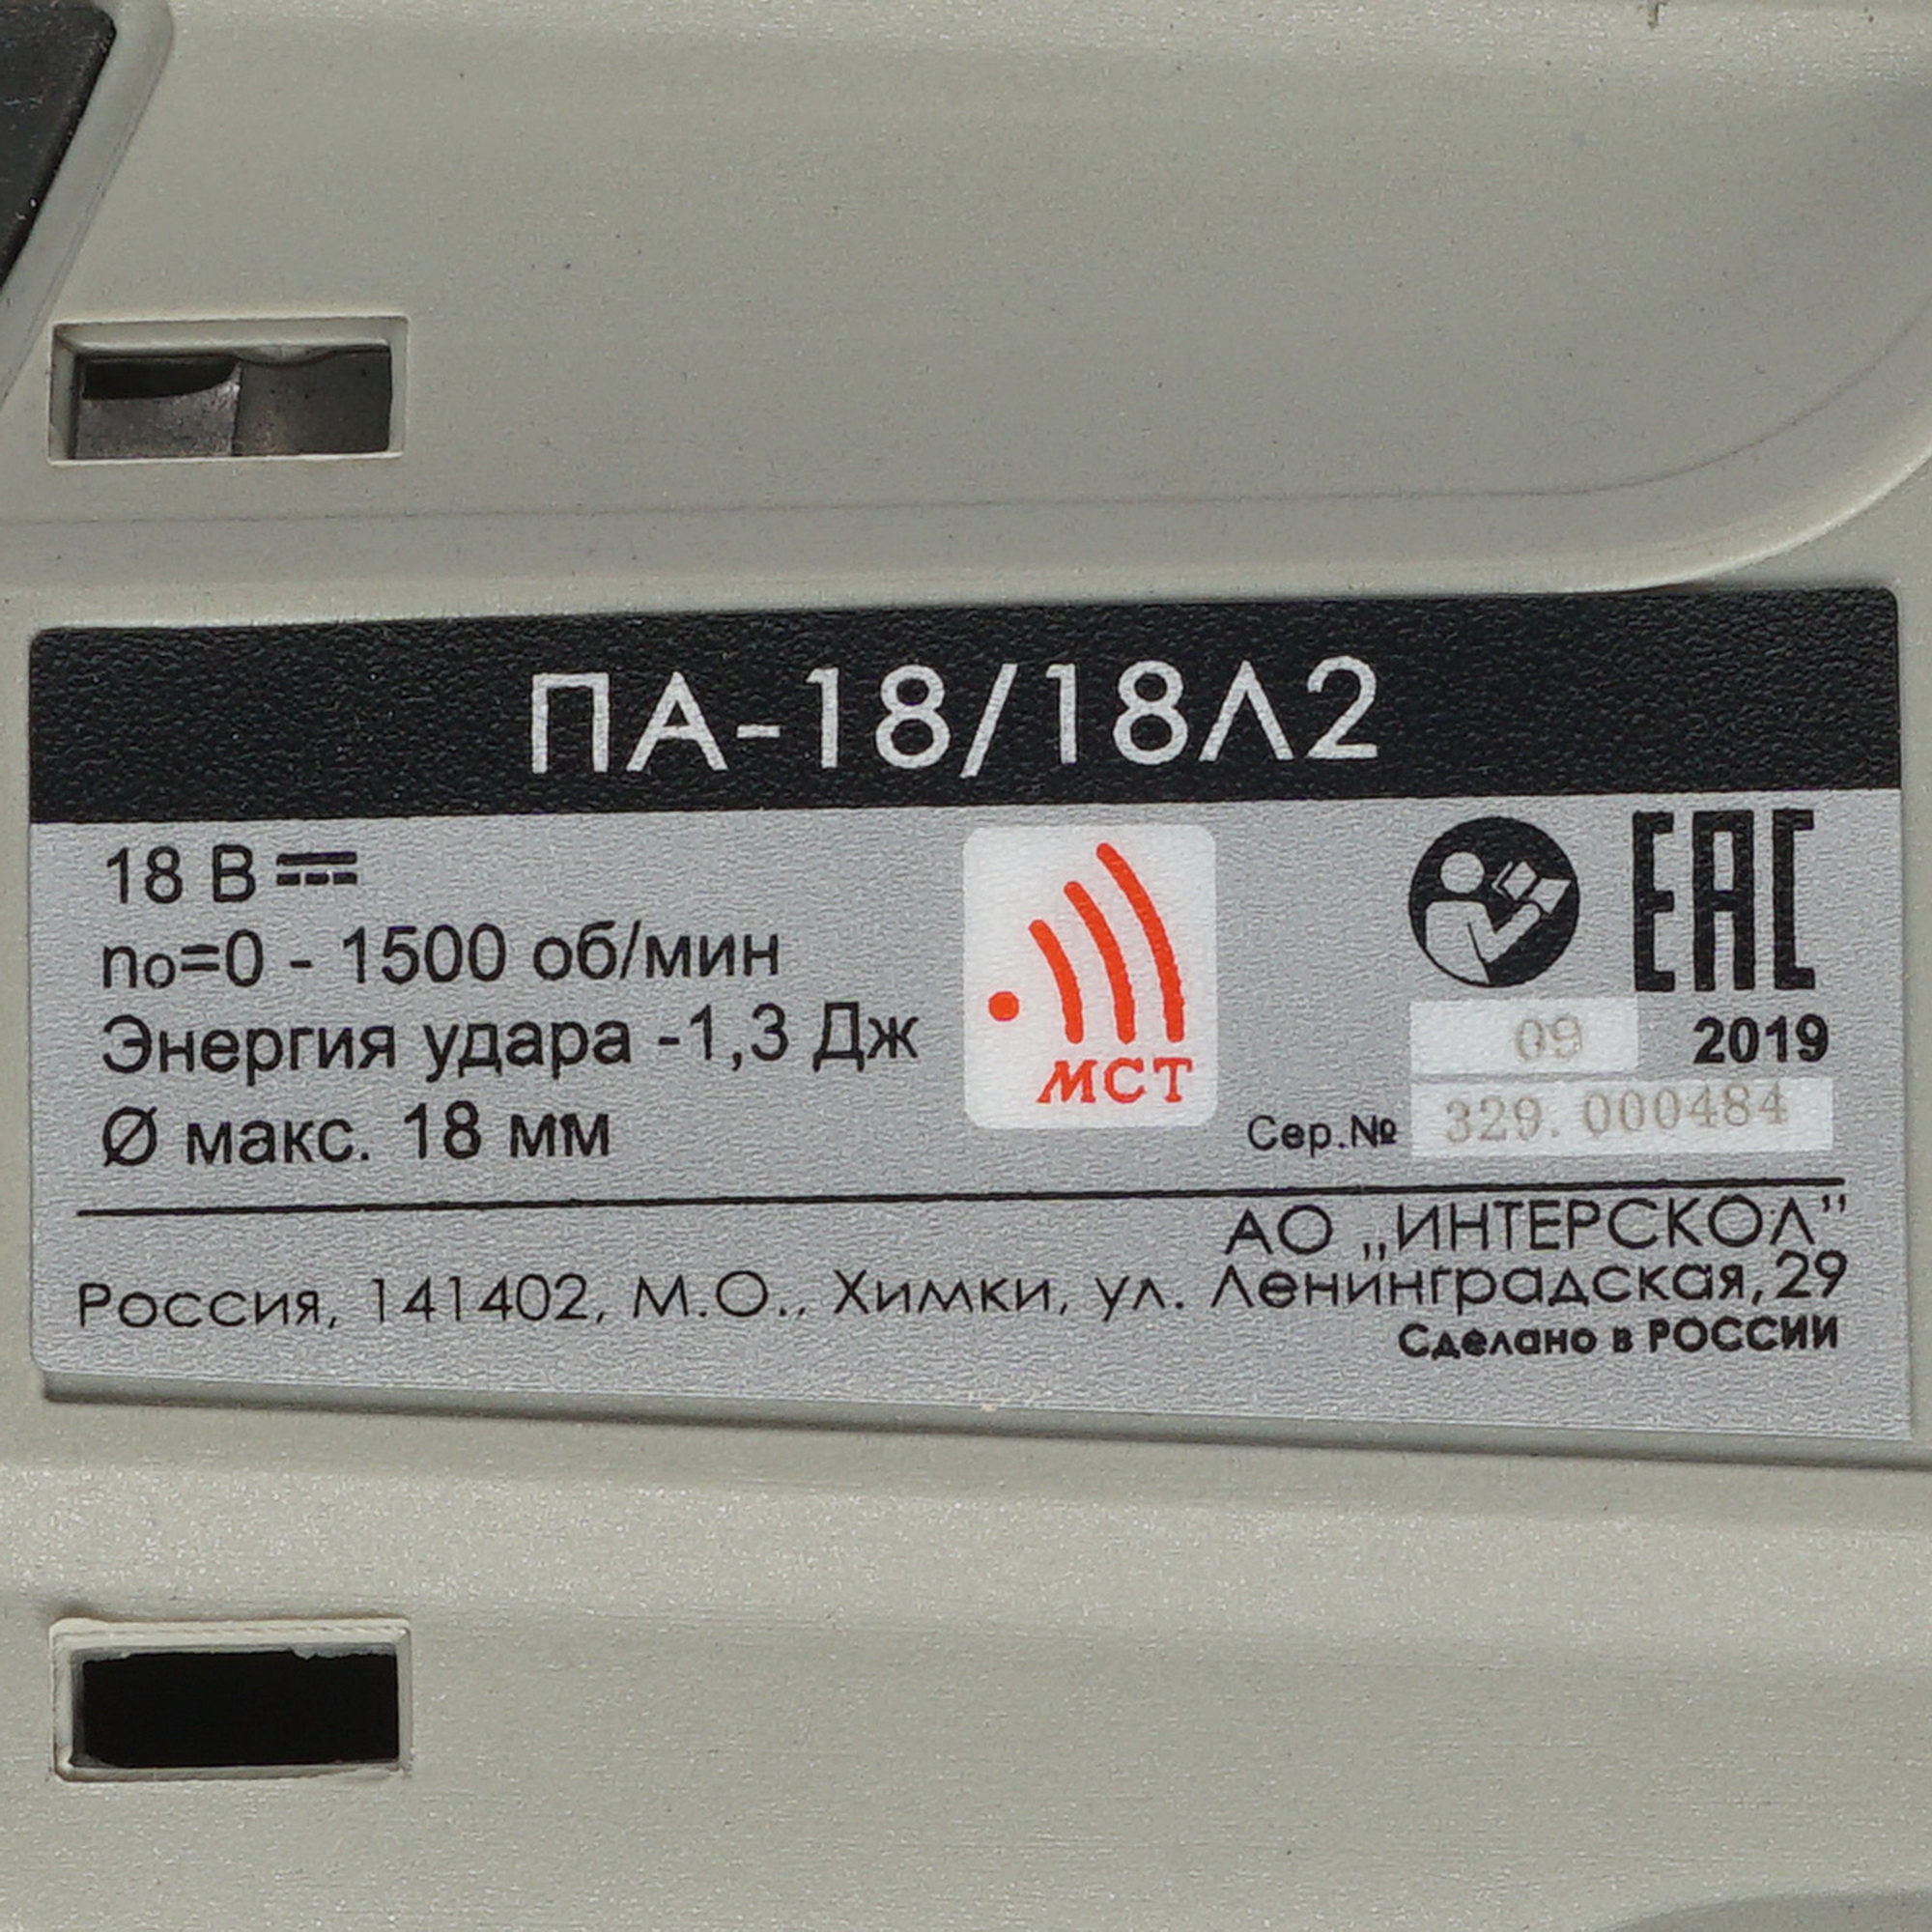 ПА-18/18Л2
18 В
n₀=0 - 1500 об/мин
Энергия удара -1,3 Дж
Ø макс. 18 мм
МСТ
ЕАС
09 2019
Сер.№ 329.000484
АО „ИНТЕРСКОЛ”
Россия, 141402, М.О., Химки, ул. Ленинградская,29
Сделано в РОССИИ